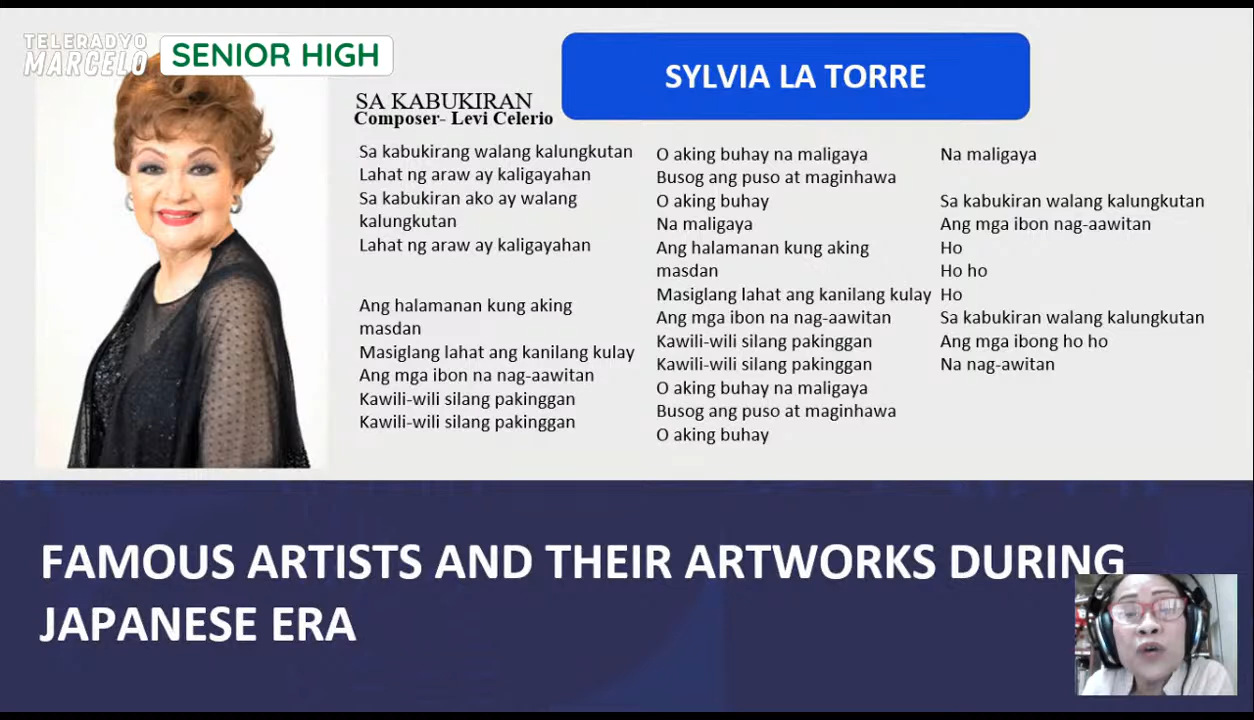 TELERADYO
MARCELO
SENIOR HIGH
SYLVIA LA TORRE
SA KABUKIRAN
Composer- Levi Celerio
Sa kabukirang walang kalungkutan
Lahat ng araw ay kaligayahan
Sa kabukiran ako ay walang
kalungkutan
Lahat ng araw ay kaligayahan
Ang halamanan kung aking
masdan
Masiglang lahat ang kanilang kulay
Ang mga ibon na nag-aawitan
Kawili-wili silang pakinggan
Kawili-wili silang pakinggan
O aking buhay na maligaya
Busog ang puso at maginhawa
O aking buhay
Na maligaya
Ang halamanan kung aking
masdan
Masiglang lahat ang kanilang kulay
Ang mga ibon na nag-aawitan
Kawili-wili silang pakinggan
Kawili-wili silang pakinggan
O aking buhay na maligaya
Busog ang puso at maginhawa
O aking buhay
Na maligaya
Sa kabukiran walang kalungkutan
Ang mga ibon nag-aawitan
Ho
Ho ho
Ho
Sa kabukiran walang kalungkutan
Ang mga ibong ho ho
Na nag-awitan
FAMOUS ARTISTS AND THEIR ARTWORKS DURING
JAPANESE ERA